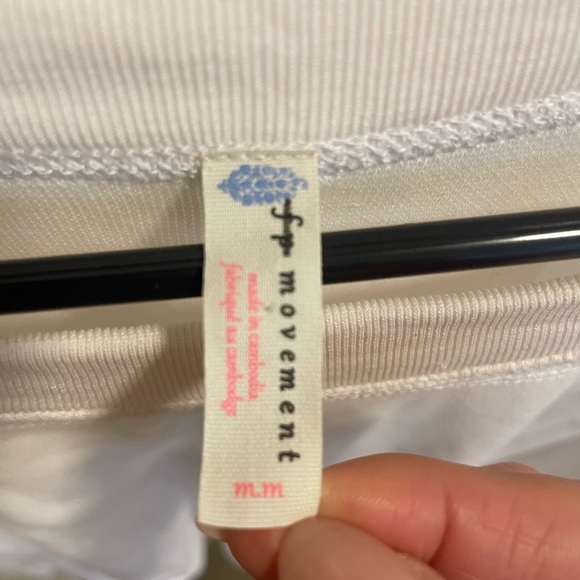 fp movement
made in cambodia
fabriqué au cambodge
m.m